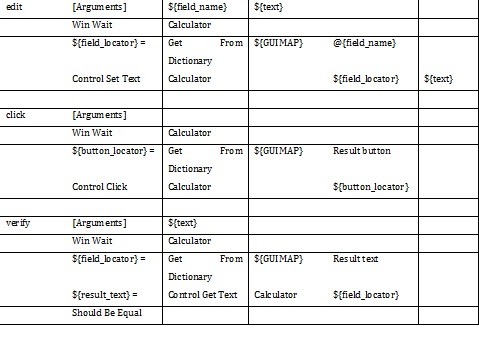 edit [Arguments] ${field_name} ${text}
Win Wait Calculator
${field_locator} = Get From ${GUIMAP} @{field_name}
Dictionary
Control Set Text Calculator ${field_locator} ${text}
click [Arguments]
Win Wait Calculator
${button_locator} = Get From ${GUIMAP} Result button
Dictionary
Control Click Calculator ${button_locator}
verify [Arguments] ${text}
Win Wait Calculator
${field_locator} = Get From ${GUIMAP} Result text
Dictionary
${result_text} = Control Get Text Calculator ${field_locator}
Should Be Equal